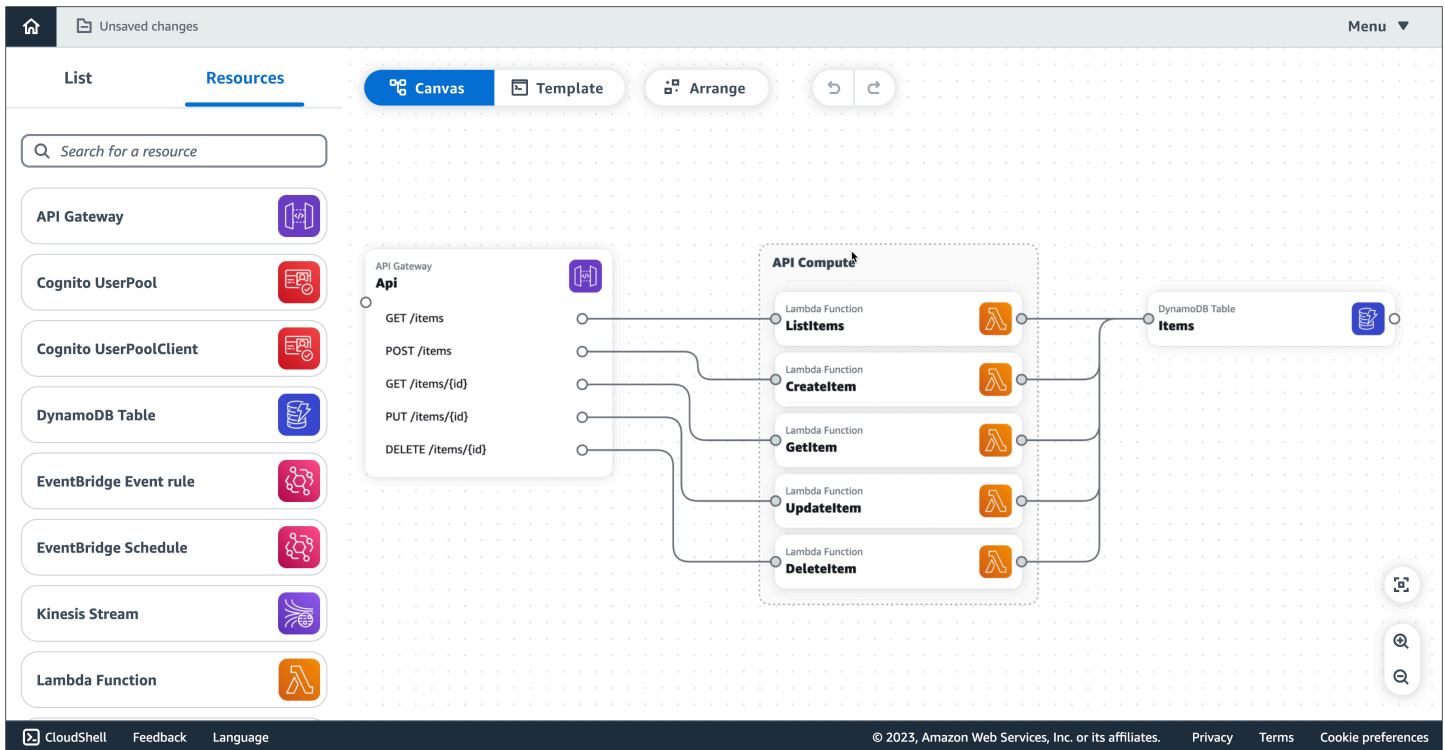 Unsaved changes
Menu
List
Resources
Canvas
Template
Arrange
Search for a resource
API Gateway
Cognito UserPool
Cognito UserPoolClient
DynamoDB Table
EventBridge Event rule
EventBridge Schedule
Kinesis Stream
Lambda Function
API Gateway
Api
GET /items
POST /items
GET /items/{id}
PUT /items/{id}
DELETE /items/{id}
API Compute
Lambda Function
ListItems
Lambda Function
CreateItem
Lambda Function
GetItem
Lambda Function
UpdateItem
Lambda Function
DeleteItem
DynamoDB Table
Items
CloudShell
Feedback
Language
© 2023, Amazon Web Services, Inc. or its affiliates.
Privacy
Terms
Cookie preferences